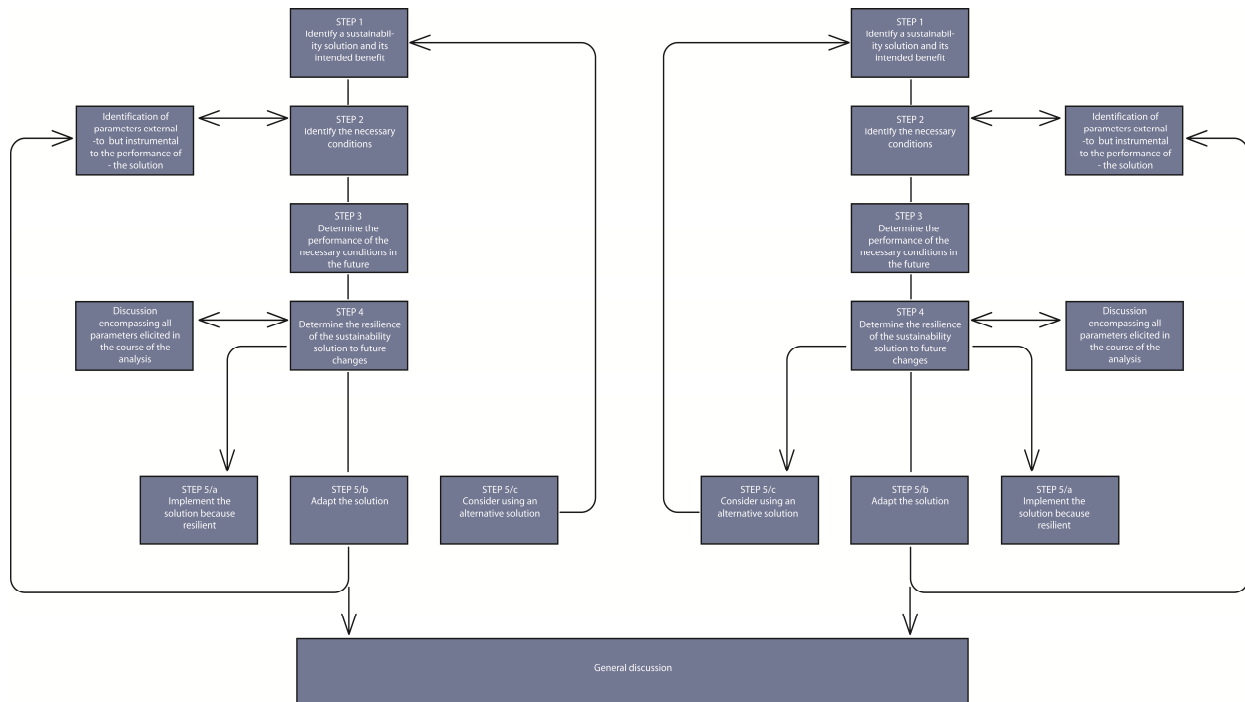 STEP 1
Identify a sustainabil-
ity solution and its
intended benefit
Identification of
parameters external
-to but instrumental
to the performance of
- the solution
STEP 2
Identify the necessary
conditions
STEP 3
Determine the
performance of the
necessary conditions in
the future
Discussion
encompassing all
parameters elicited in
the course of the
analysis
STEP 4
Determine the resilience
of the sustainability
solution to future
changes
STEP 5/a
Implement the
solution because
resilient
STEP 5/b
Adapt the solution
STEP 5/c
Consider using an
alternative solution
STEP 1
Identify a sustainabil-
ity solution and its
intended benefit
STEP 2
Identify the necessary
conditions
Identification of
parameters external
-to but instrumental
to the performance of
- the solution
STEP 3
Determine the
performance of the
necessary conditions in
the future
STEP 4
Determine the resilience
of the sustainability
solution to future
changes
Discussion
encompassing all
parameters elicited in
the course of the
analysis
STEP 5/c
Consider using an
alternative solution
STEP 5/b
Adapt the solution
STEP 5/a
Implement the
solution because
resilient
General discussion